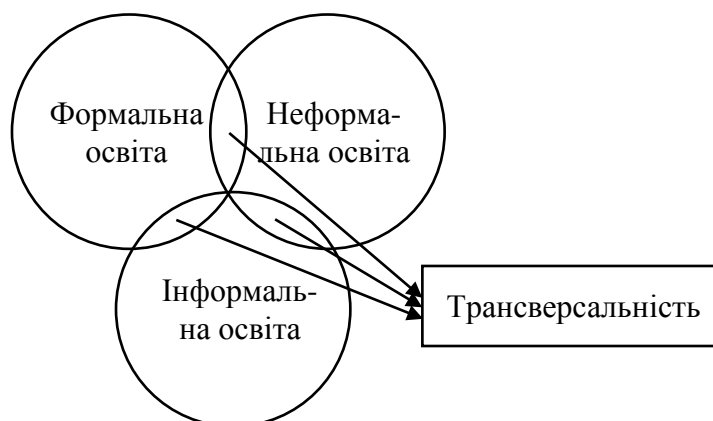 Формальна
освіта
Неформа-
льна освіта
Інформаль-
на освіта
Трансверсальність